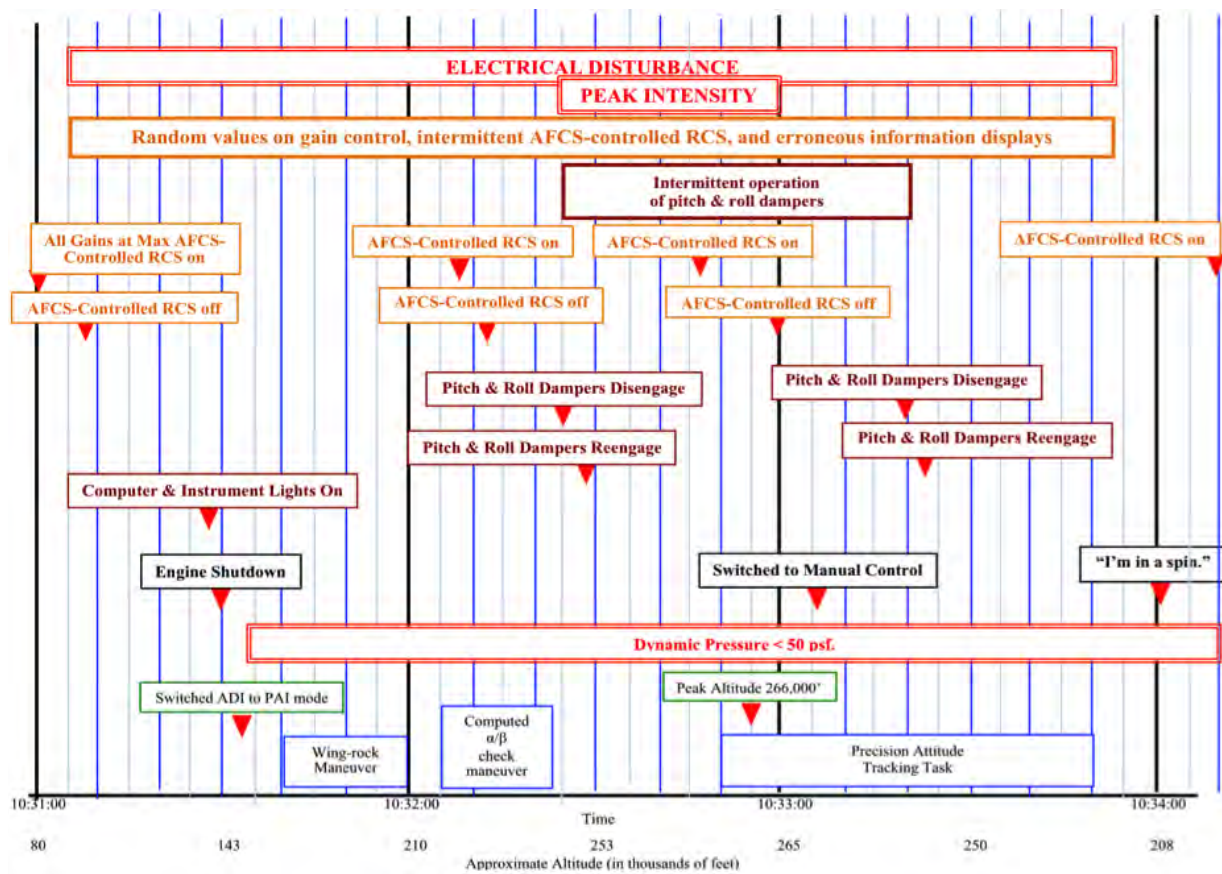 ELECTRICAL DISTURBANCE
PEAK INTENSITY
Random values on gain control, intermittent AFCS-controlled RCS, and erroneous information displays
Intermittent operation
of pitch & roll dampers
All Gains at Max AFCS-
Controlled RCS on
AFCS-Controlled RCS on
AFCS-Controlled RCS on
AFCS-Controlled RCS on
AFCS-Controlled RCS off
AFCS-Controlled RCS off
AFCS-Controlled RCS off
Pitch & Roll Dampers Disengage
Pitch & Roll Dampers Disengage
Pitch & Roll Dampers Reengage
Pitch & Roll Dampers Reengage
Computer & Instrument Lights On
Engine Shutdown
Switched to Manual Control
“I’m in a spin.”
Dynamic Pressure < 50 psf.
Switched ADI to PAI mode
Peak Altitude 266,000’
Wing-rock
Maneuver
Computed
α/β
check
maneuver
Precision Attitude
Tracking Task
10:31:00 10:32:00 10:33:00 10:34:00
Time
80 143 210 253 265 250 208
Approximate Altitude (in thousands of feet)